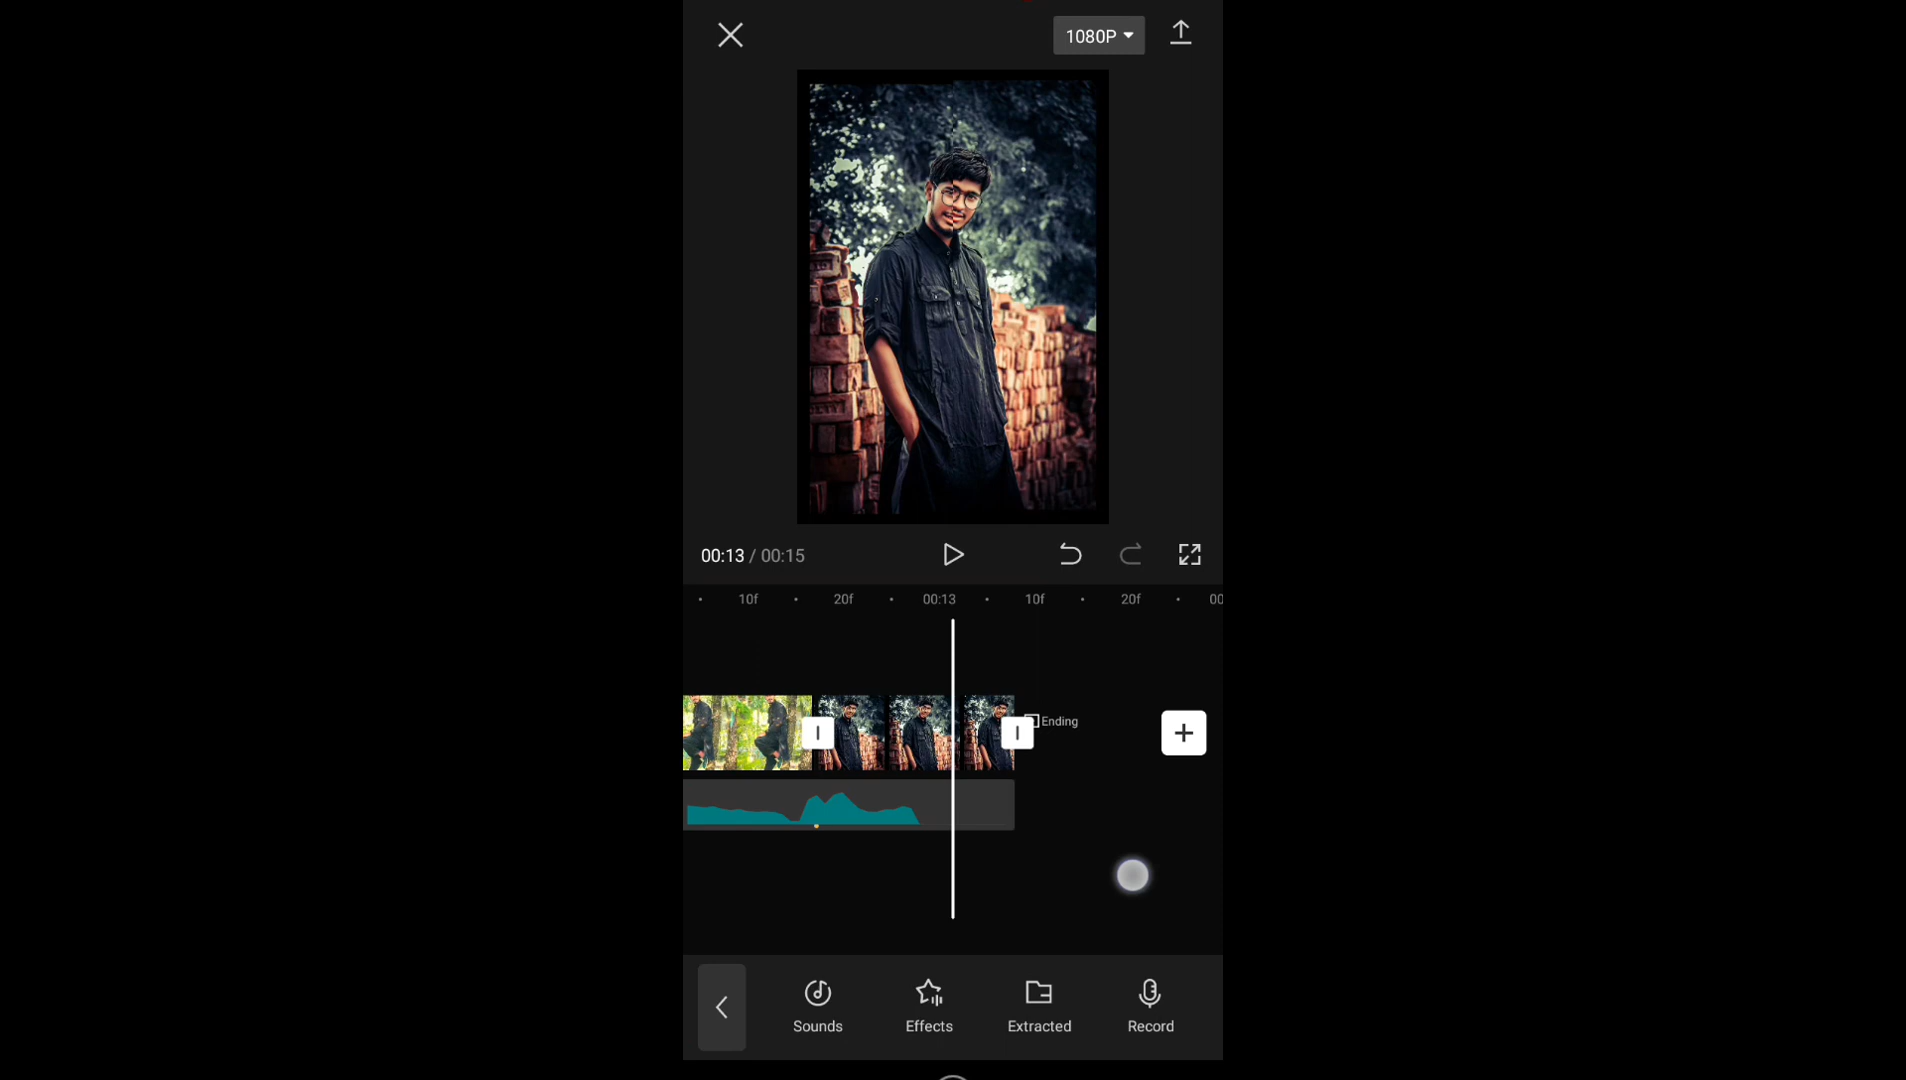 1080P
00:13 / 00:15
10f 20f 00:13 10f 20f 00
Ending
Sounds Effects Extracted Record